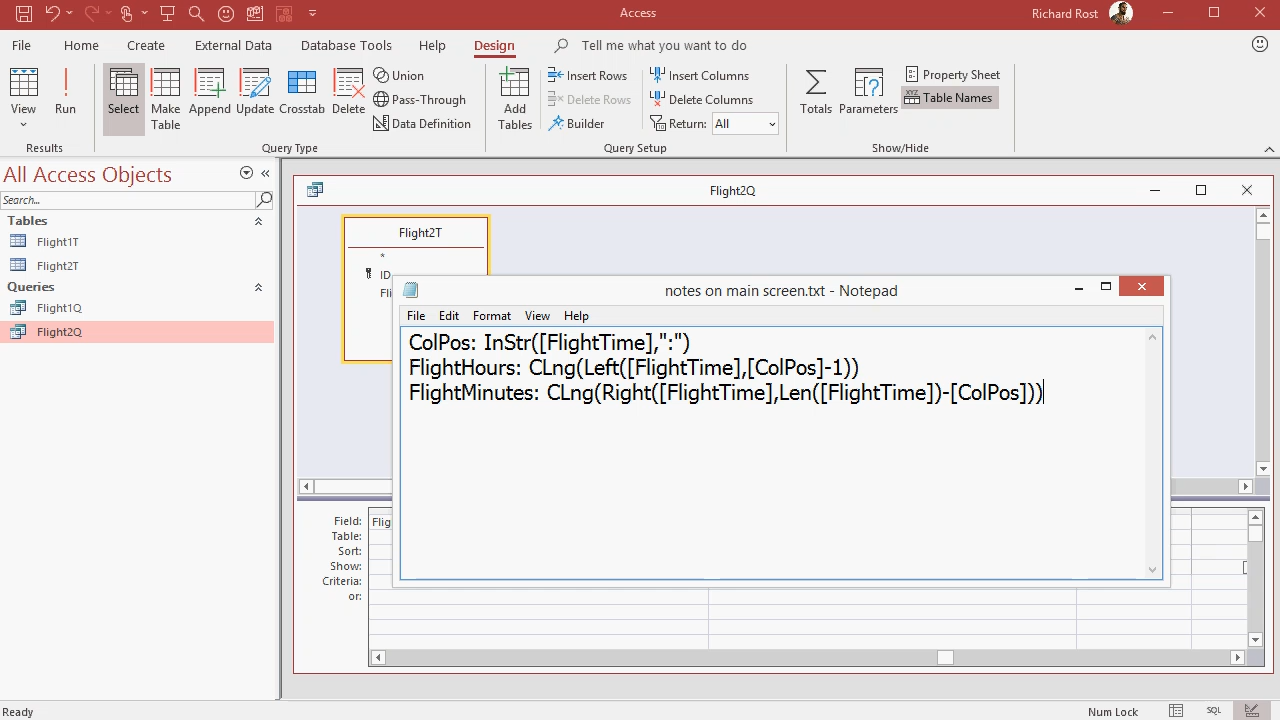 Access
Richard Rost
File Home Create External Data Database Tools Help Design Tell me what you want to do
View
Run
Results
Select
Make Table
Append
Update
Crosstab
Delete
Union
Pass-Through
Data Definition
Query Type
Add Tables
Insert Rows
Delete Rows
Builder
Insert Columns
Delete Columns
Return: All
Query Setup
Totals
Parameters
Property Sheet
XYZ Table Names
Show/Hide
All Access Objects
Search...
Tables
Flight1T
Flight2T
Queries
Flight1Q
Flight2Q
Flight2Q
Flight2T
*
ID
Fli
notes on main screen.txt - Notepad
File Edit Format View Help
ColPos: InStr([FlightTime],":")
FlightHours: CLng(Left([FlightTime],[ColPos]-1))
FlightMinutes: CLng(Right([FlightTime],Len([FlightTime])-[ColPos]))
Field: Flig
Table:
Sort:
Show:
Criteria:
or:
Ready
Num Lock
SQL